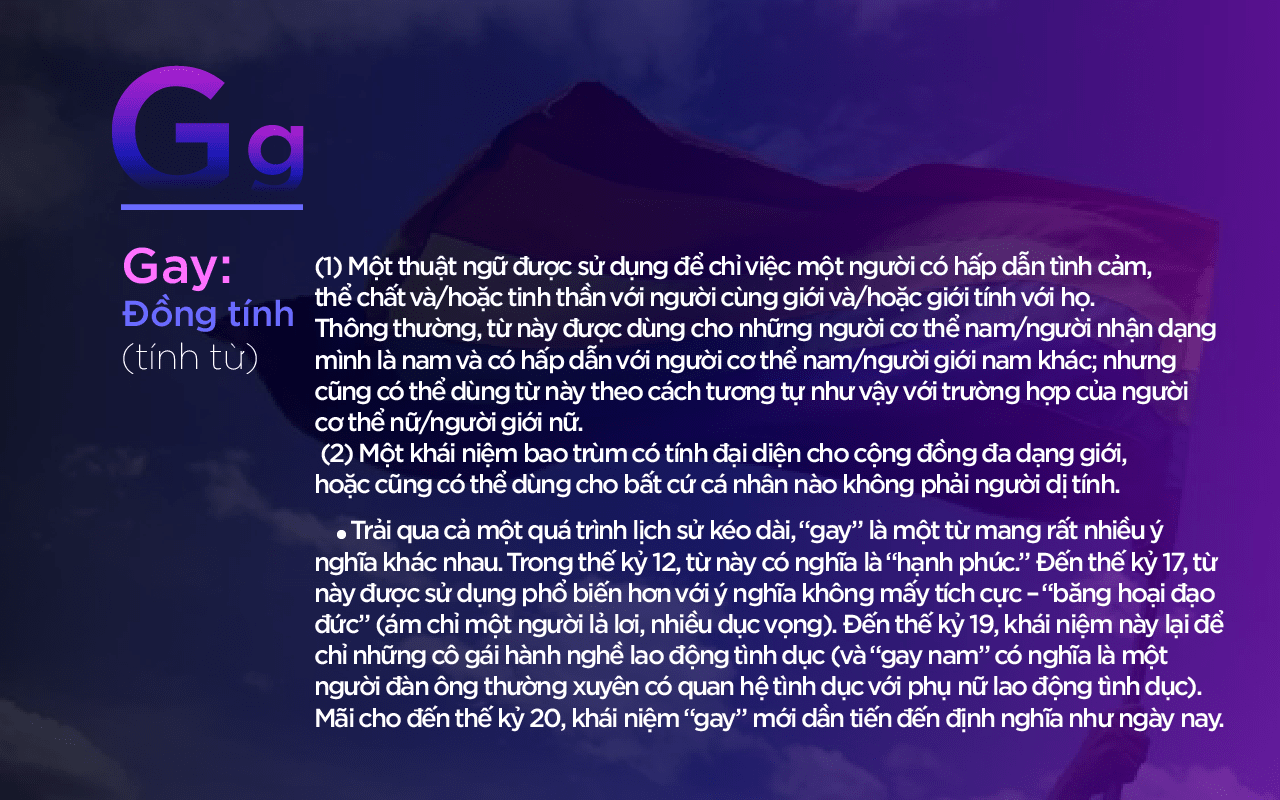 G g
Gay:
Đồng tính
(tính từ)
(1) Một thuật ngữ được sử dụng để chỉ việc một người có hấp dẫn tình cảm,
thể chất và/hoặc tinh thần với người cùng giới và/hoặc giới tính với họ.
Thông thường, từ này được dùng cho những người cơ thể nam/người nhận dạng
mình là nam và có hấp dẫn với người cơ thể nam/người giới nam khác; nhưng
cũng có thể dùng từ này theo cách tương tự như vậy với trường hợp của người
cơ thể nữ/người giới nữ.
(2) Một khái niệm bao trùm có tính đại diện cho cộng đồng đa dạng giới,
hoặc cũng có thể dùng cho bất cứ cá nhân nào không phải người dị tính.
• Trải qua cả một quá trình lịch sử kéo dài, “gay” là một từ mang rất nhiều ý
nghĩa khác nhau. Trong thế kỷ 12, từ này có nghĩa là “hạnh phúc.” Đến thế kỷ 17, từ
này được sử dụng phổ biến hơn với ý nghĩa không mấy tích cực – “băng hoại đạo
đức” (ám chỉ một người lả lơi, nhiều dục vọng). Đến thế kỷ 19, khái niệm này lại để
chỉ những cô gái hành nghề lao động tình dục (và “gay nam” có nghĩa là một
người đàn ông thường xuyên có quan hệ tình dục với phụ nữ lao động tình dục).
Mãi cho đến thế kỷ 20, khái niệm “gay” mới dần tiến đến định nghĩa như ngày nay.